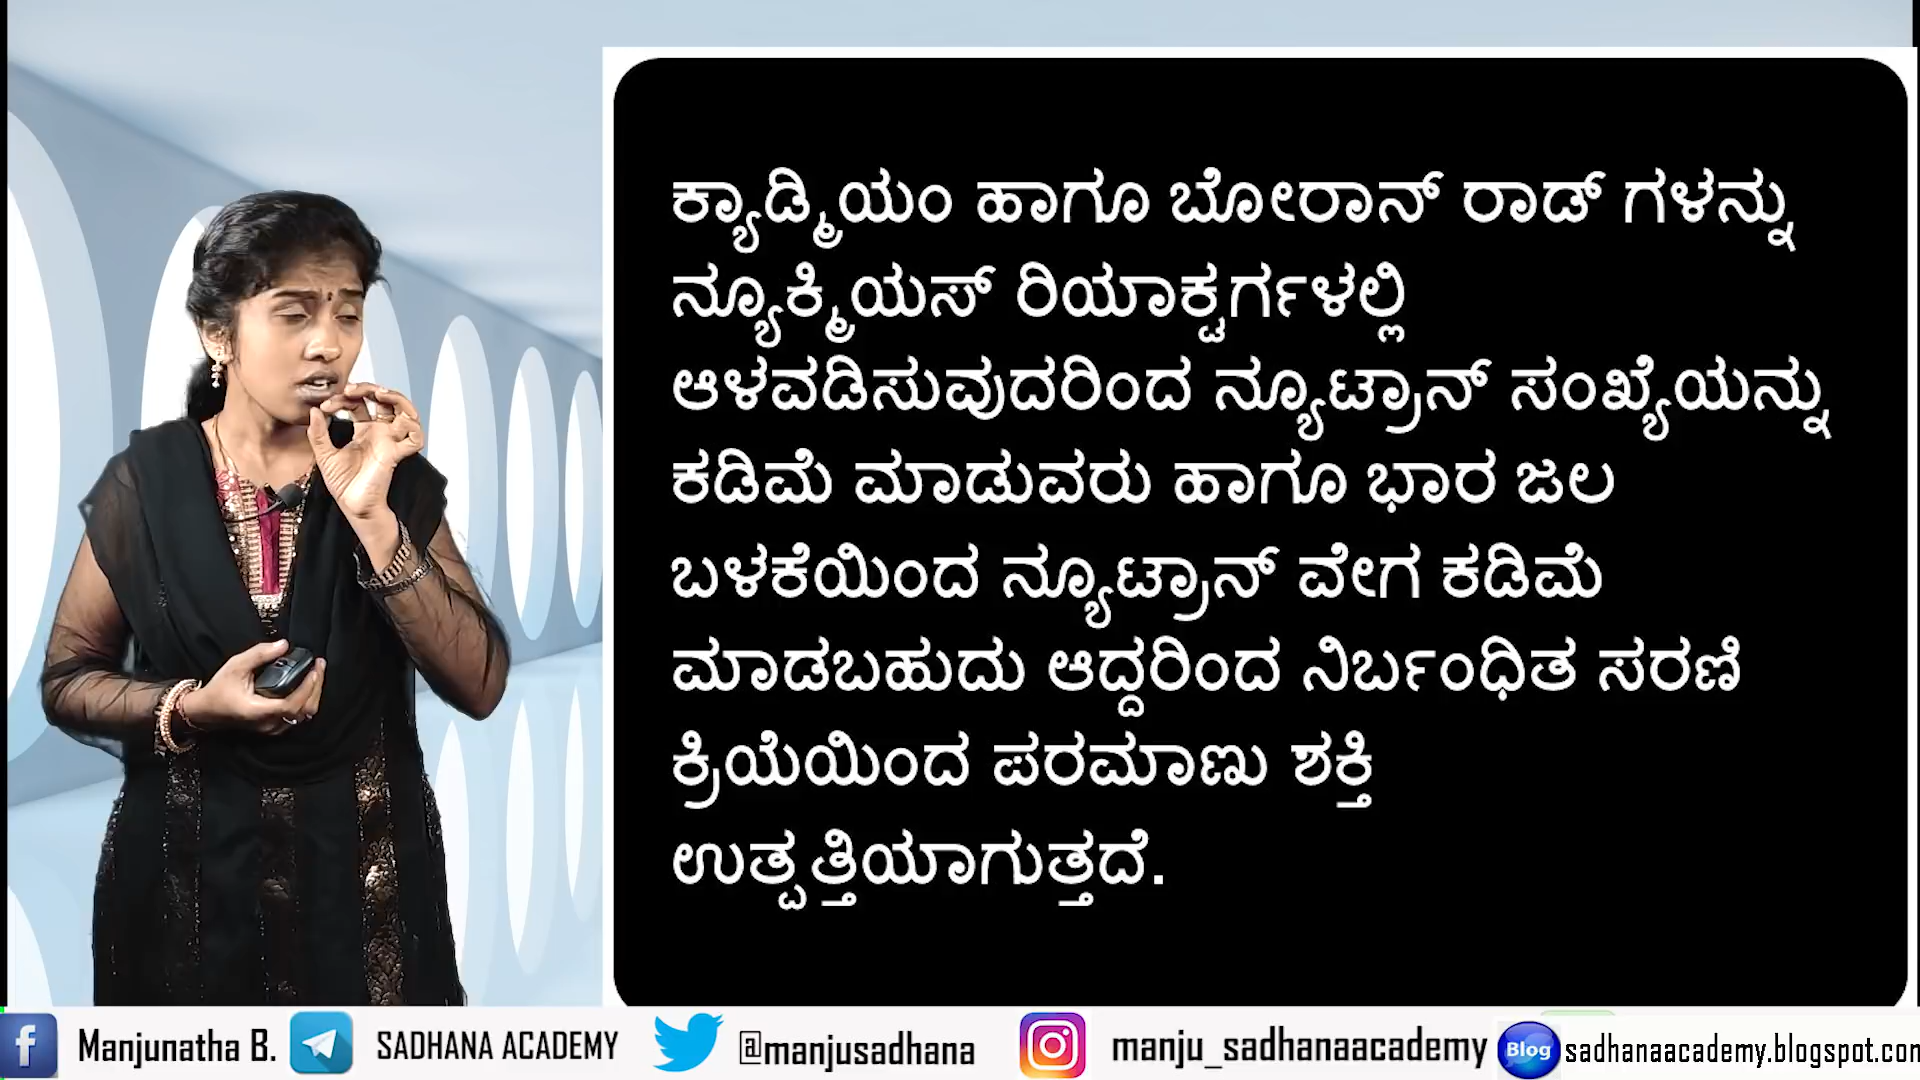 ಕ್ಯಾಡ್ಮಿಯಂ ಹಾಗೂ ಬೋರಾನ್ ರಾಡ್ ಗಳನ್ನು
ನ್ಯೂಕ್ಮಿಯಸ್ ರಿಯಾಕ್ಟರ್ಗಳಲ್ಲಿ
ಆಳವಡಿಸುವುದರಿಂದ ನ್ಯೂಟ್ರಾನ್ ಸಂಖ್ಯೆಯನ್ನು
ಕಡಿಮೆ ಮಾಡುವರು ಹಾಗೂ ಭಾರ ಜಲ
ಬಳಕೆಯಿಂದ ನ್ಯೂಟ್ರಾನ್ ವೇಗ ಕಡಿಮೆ
ಮಾಡಬಹುದು ಆದ್ದರಿಂದ ನಿರ್ಬಂಧಿತ ಸರಣಿ
ಕ್ರಿಯೆಯಿಂದ ಪರಮಾಣು ಶಕ್ತಿ
ಉತ್ಪತ್ತಿಯಾಗುತ್ತದೆ.
f Manjunatha B. SADHANA ACADEMY @manjusadhana manju_sadhanaacademy Blog sadhanaacademy.blogspot.con